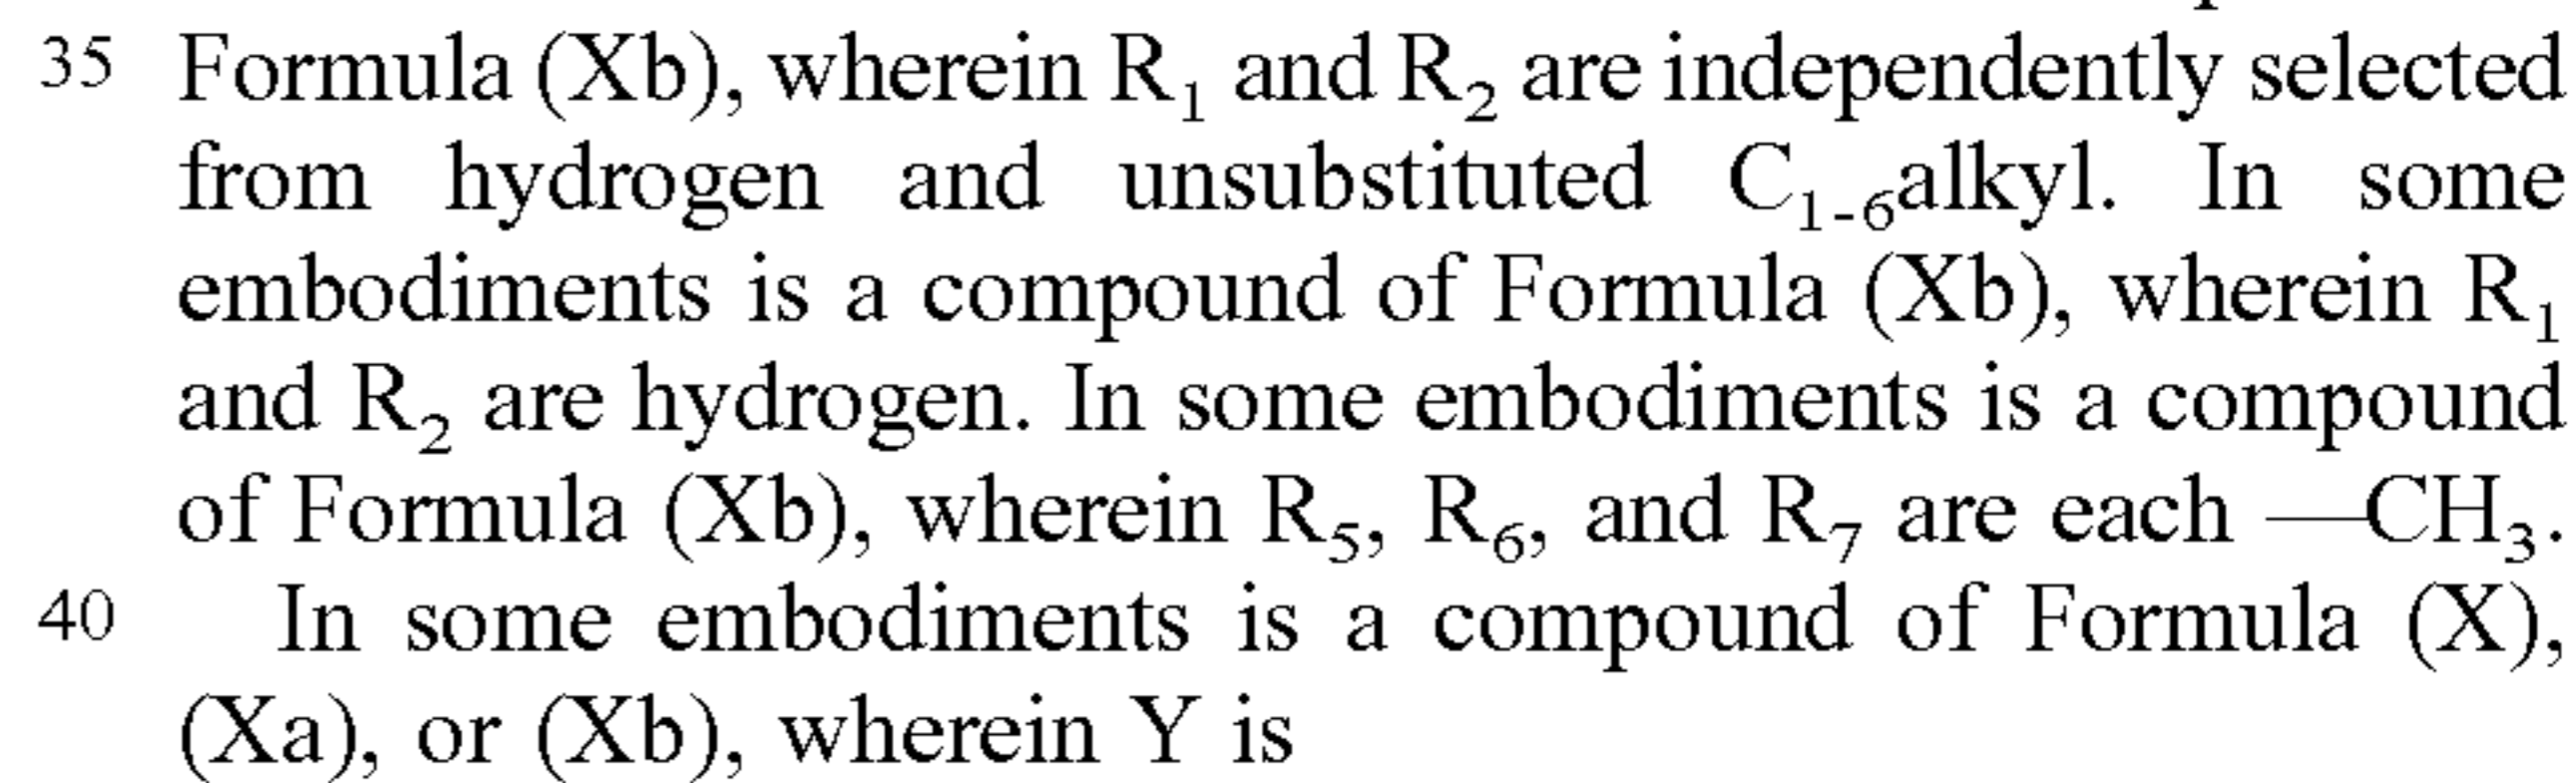 35 Formula (Xb), wherein R₁ and R₂ are independently selected
from hydrogen and unsubstituted C₁₋₆alkyl. In some
embodiments is a compound of Formula (Xb), wherein R₁
and R₂ are hydrogen. In some embodiments is a compound
of Formula (Xb), wherein R₅, R₆, and R₇ are each —CH₃.
40 In some embodiments is a compound of Formula (X),
(Xa), or (Xb), wherein Y is